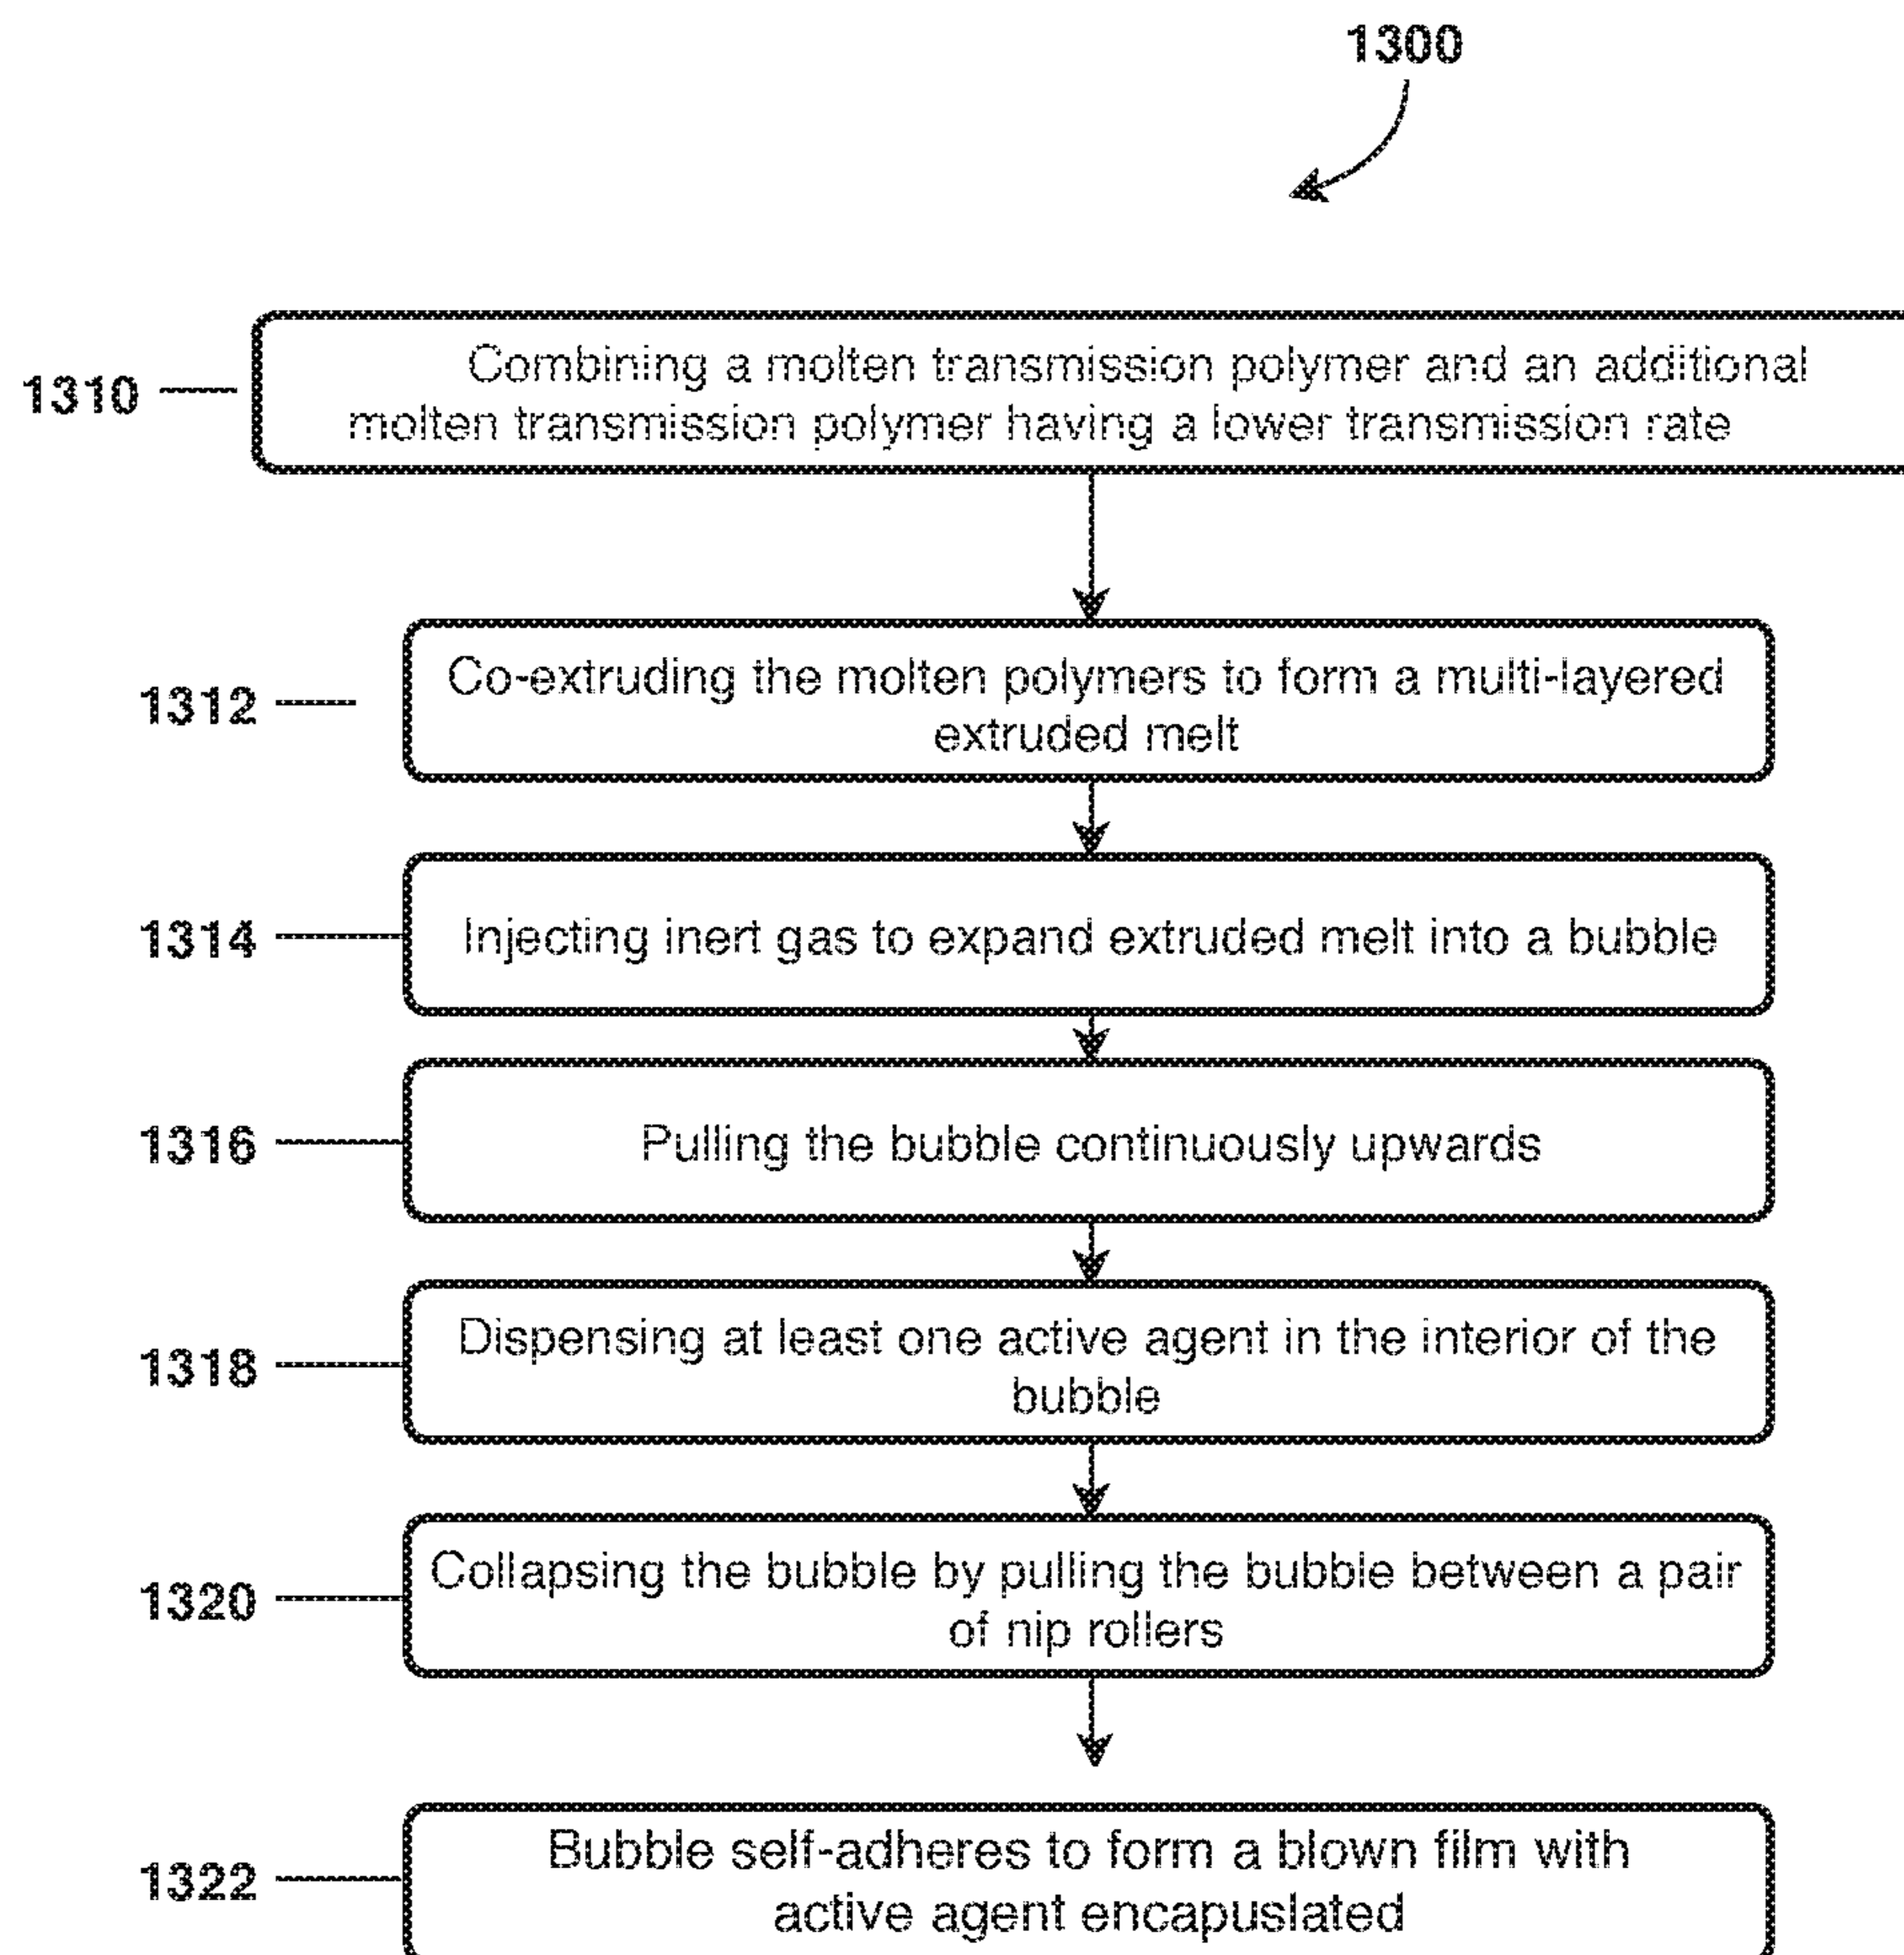 1300
1310
Combining a molten transmission polymer and an additional
molten transmission polymer having a lower transmission rate
1312
Co-extruding the molten polymers to form a multi-layered
extruded melt
1314
Injecting inert gas to expand extruded melt into a bubble
1316
Pulling the bubble continuously upwards
1318
Dispensing at least one active agent in the interior of the
bubble
1320
Collapsing the bubble by pulling the bubble between a pair
of nip rollers
1322
Bubble self-adheres to form a blown film with
active agent encapuslated